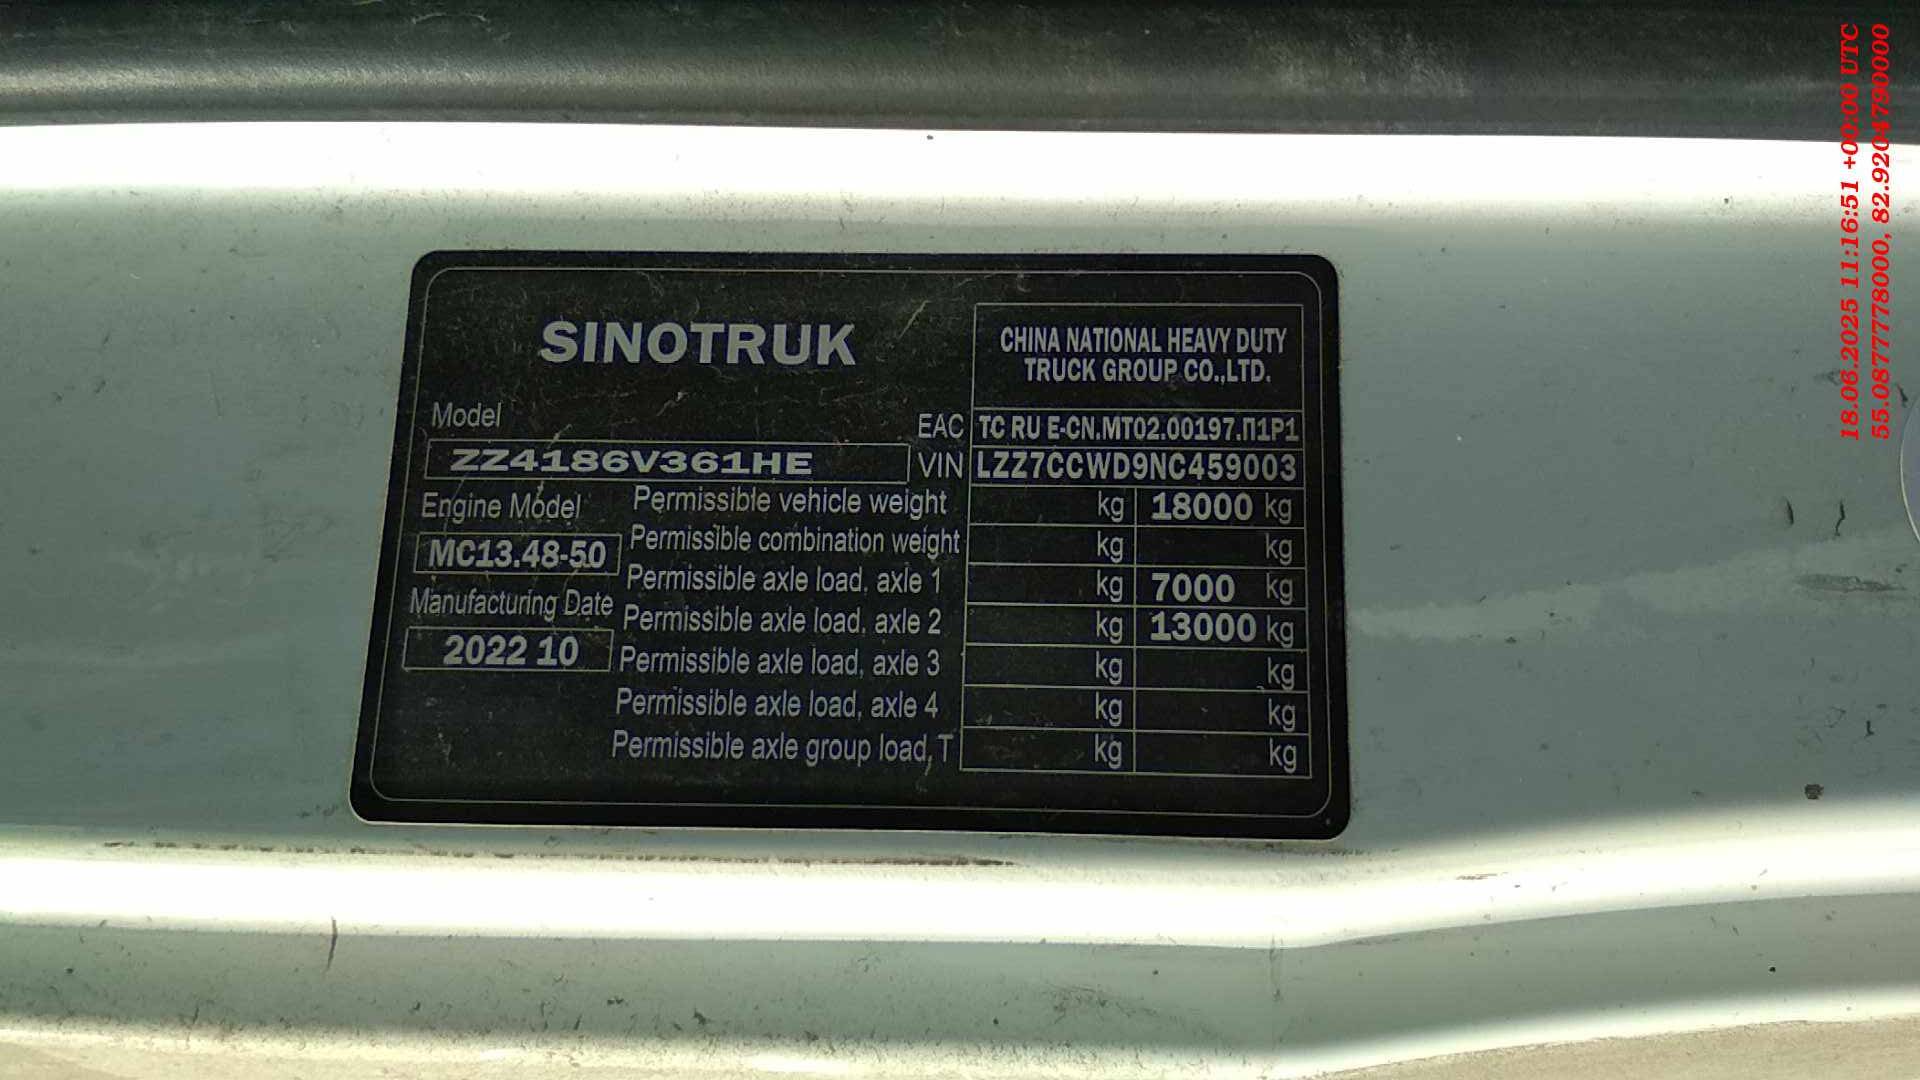 SINOTRUK
CHINA NATIONAL HEAVY DUTY
TRUCK GROUP CO.,LTD.
Model
EAC TC RU E-CN.MT02.00197.П1P1
ZZ4186V361HE
VIN LZZ7CCWD9NC459003
Engine Model
MC13.48-50
Manufacturing Date
2022 10
Permissible vehicle weight kg 18000 kg
Permissible combination weight kg kg
Permissible axle load, axle 1 kg 7000 kg
Permissible axle load, axle 2 kg 13000 kg
Permissible axle load, axle 3 kg kg
Permissible axle load, axle 4 kg kg
Permissible axle group load, T kg kg
18.06.2025 11:16:51 +00:00 UTC
55.0877778000, 82.9204790000